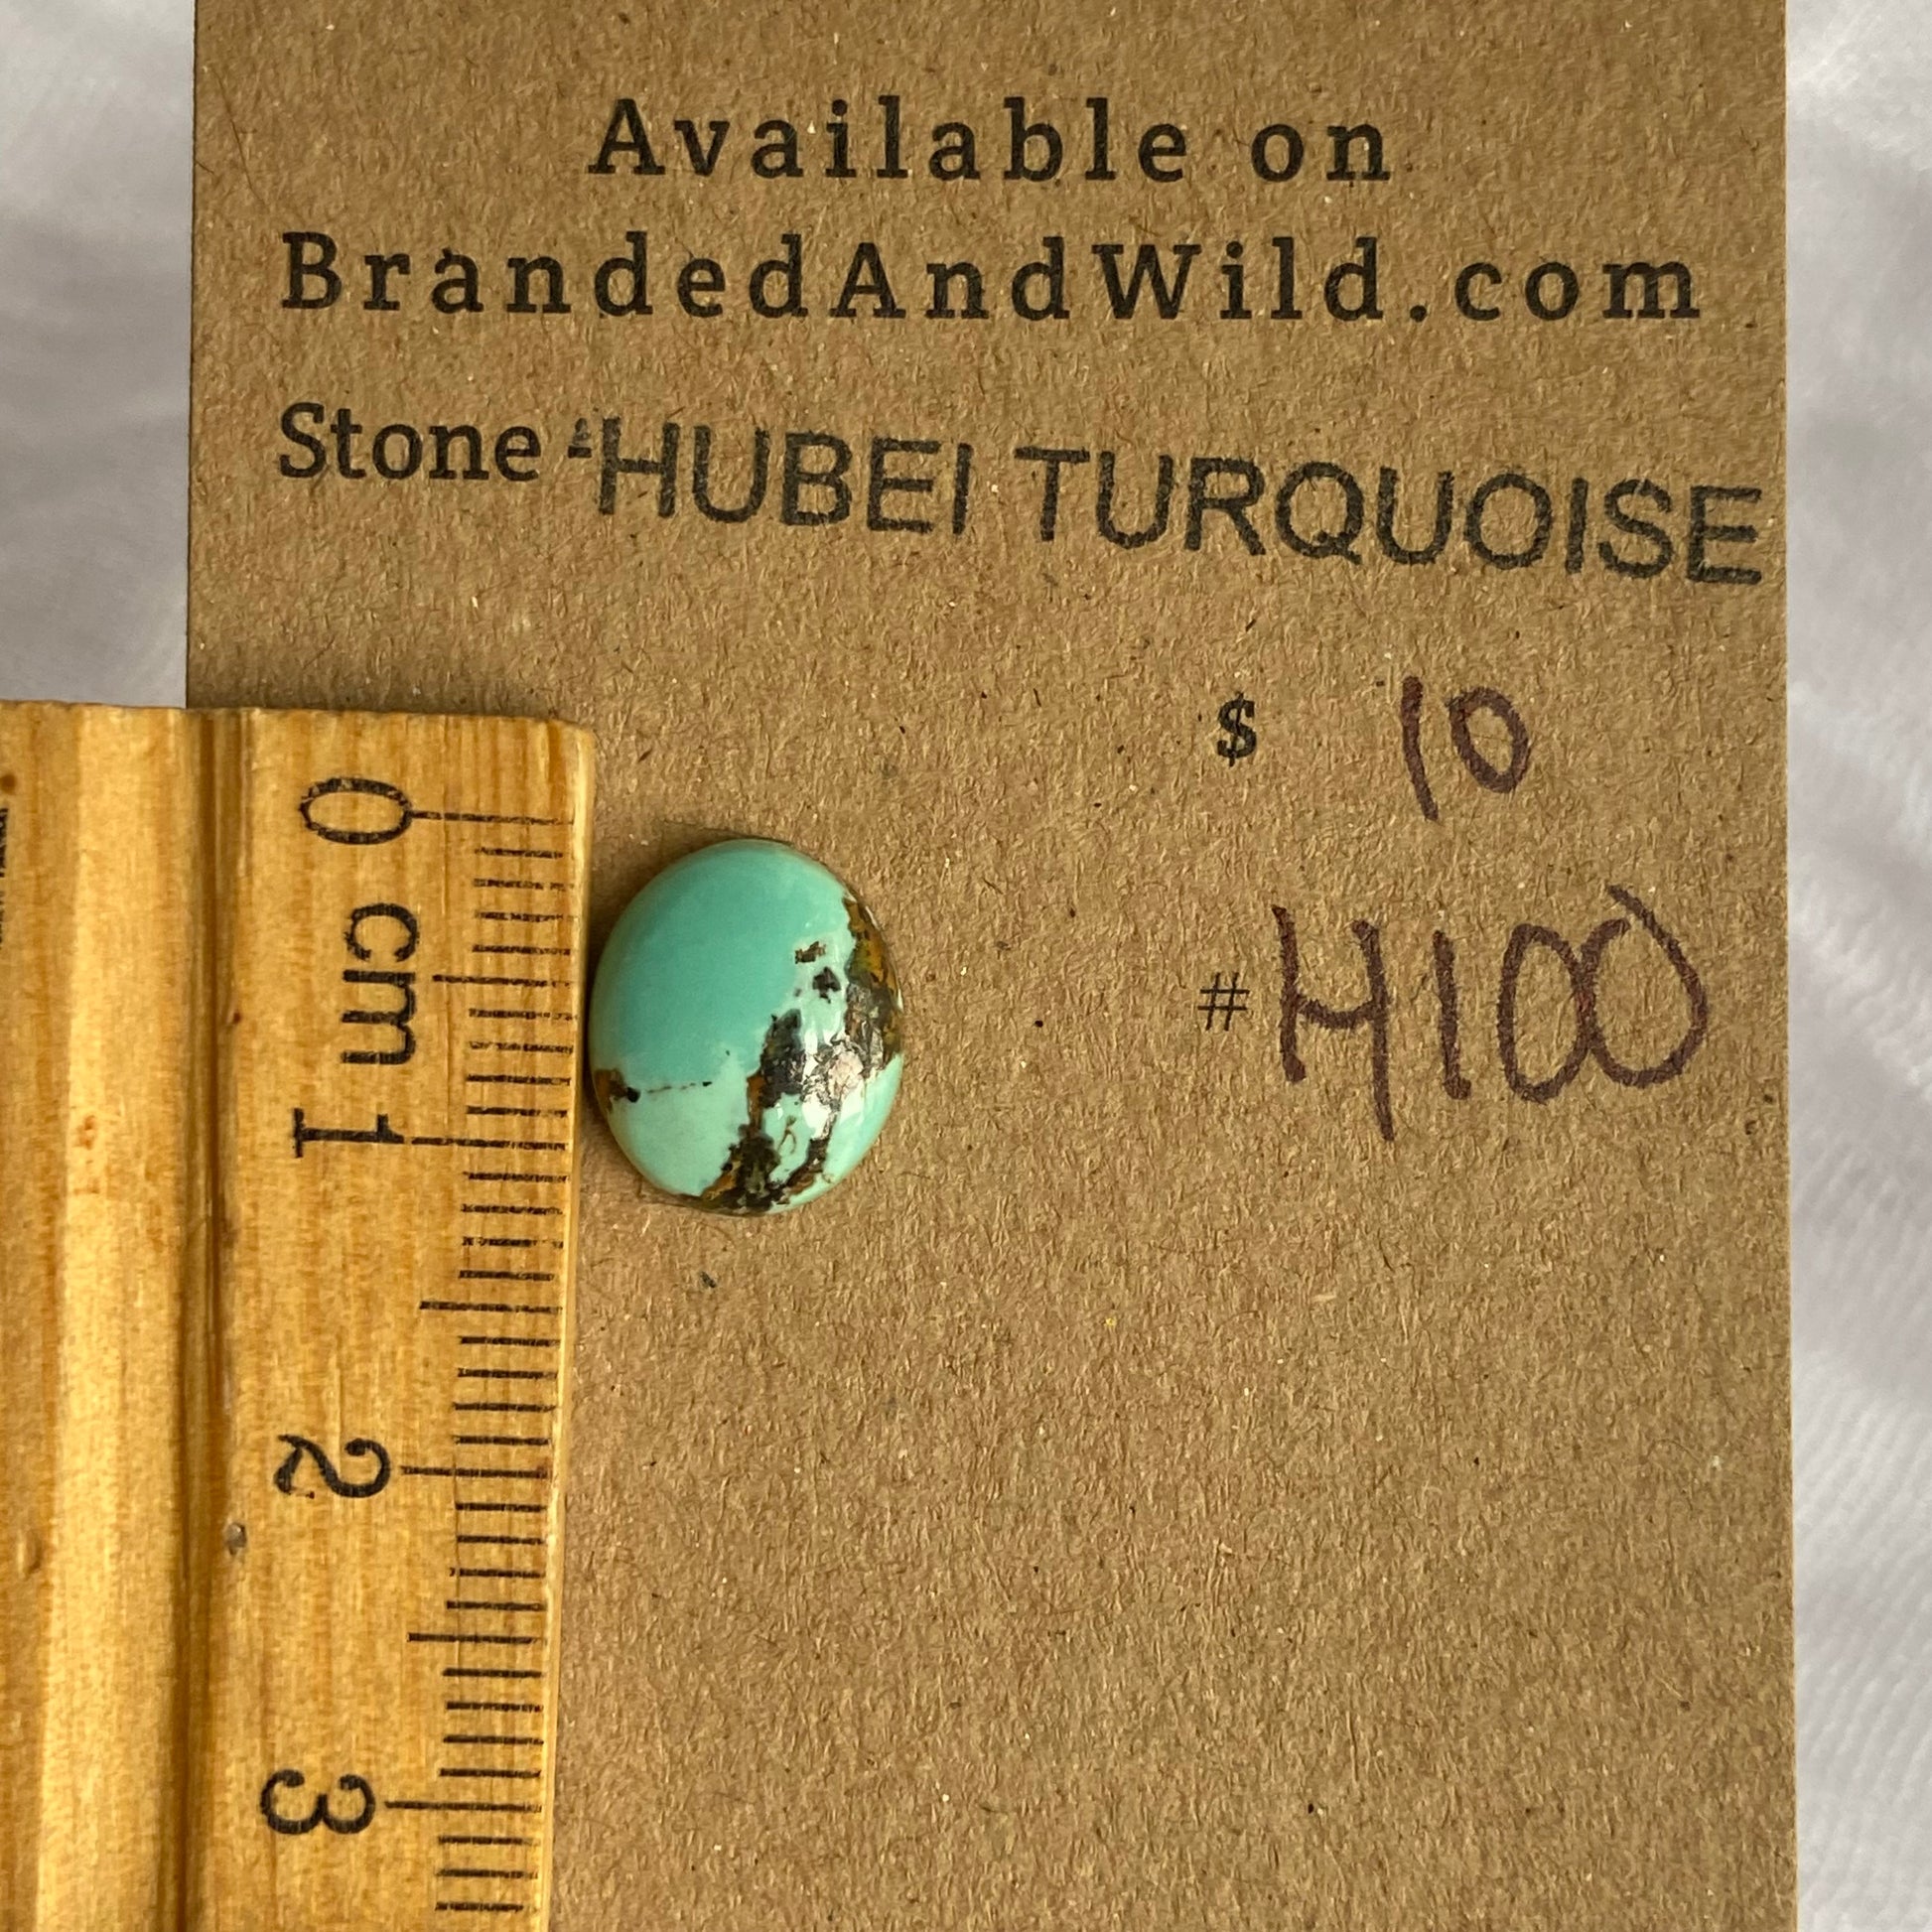 Available on
BrandedAndWild.com
Stone HUBEI TURQUOISE
$ 10
# H100
0 cm 1 2 3